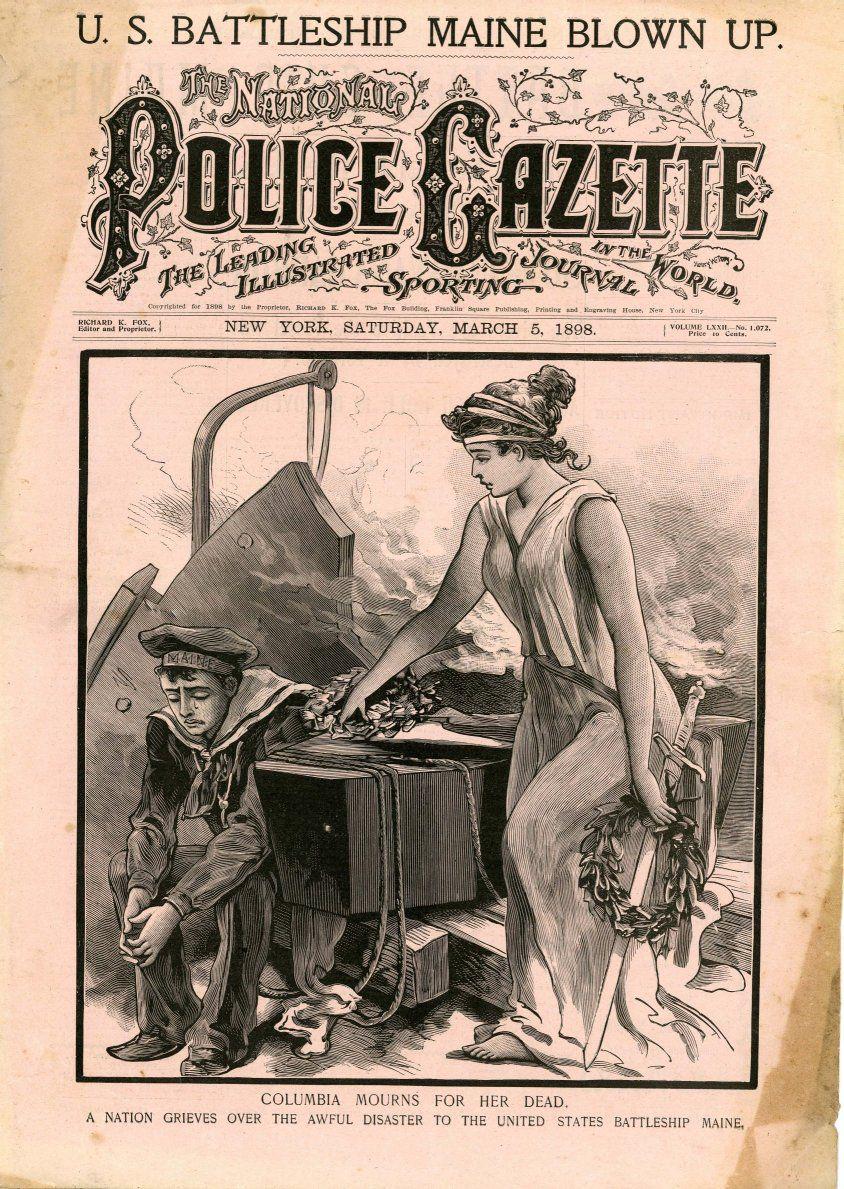 U. S. BATTLESHIP MAINE BLOWN UP.
THE NATIONAL
POLICE GAZETTE
THE LEADING ILLUSTRATED SPORTING JOURNAL IN THE WORLD.
Copyrighted for 1898 by the Proprietor, RICHARD K. FOX, The Fox Building, Franklin Square Publishing, Printing and Engraving House, New York City
RICHARD K. FOX,
Editor and Proprietor.
NEW YORK, SATURDAY, MARCH 5, 1898.
VOLUME LXXII.—No. 1,072.
Price 10 Cents.
MAINE
COLUMBIA MOURNS FOR HER DEAD.
A NATION GRIEVES OVER THE AWFUL DISASTER TO THE UNITED STATES BATTLESHIP MAINE.